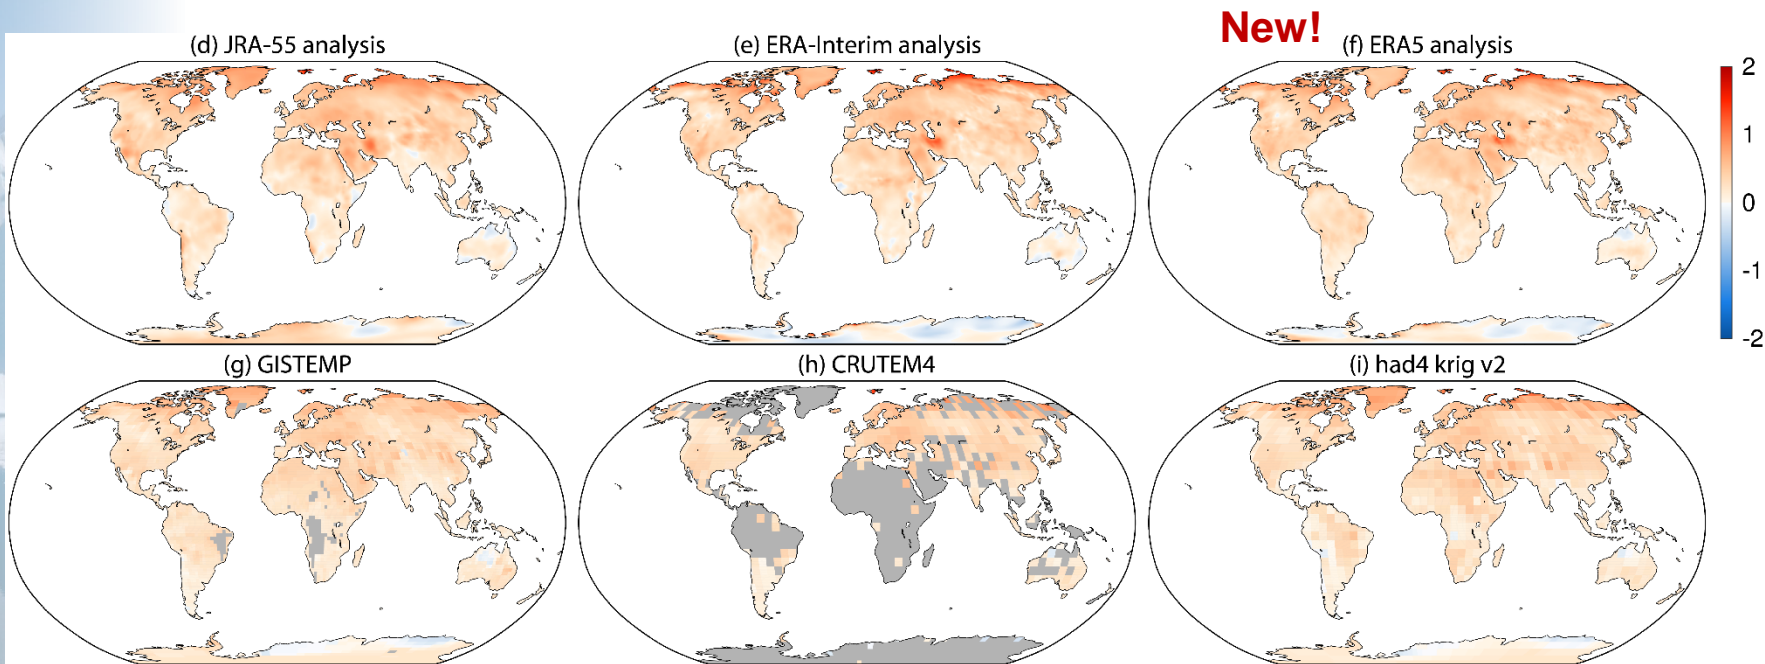 New!
(d) JRA-55 analysis
(e) ERA-Interim analysis
(f) ERA5 analysis
2
1
0
-1
-2
(g) GISTEMP
(h) CRUTEM4
(i) had4 krig v2